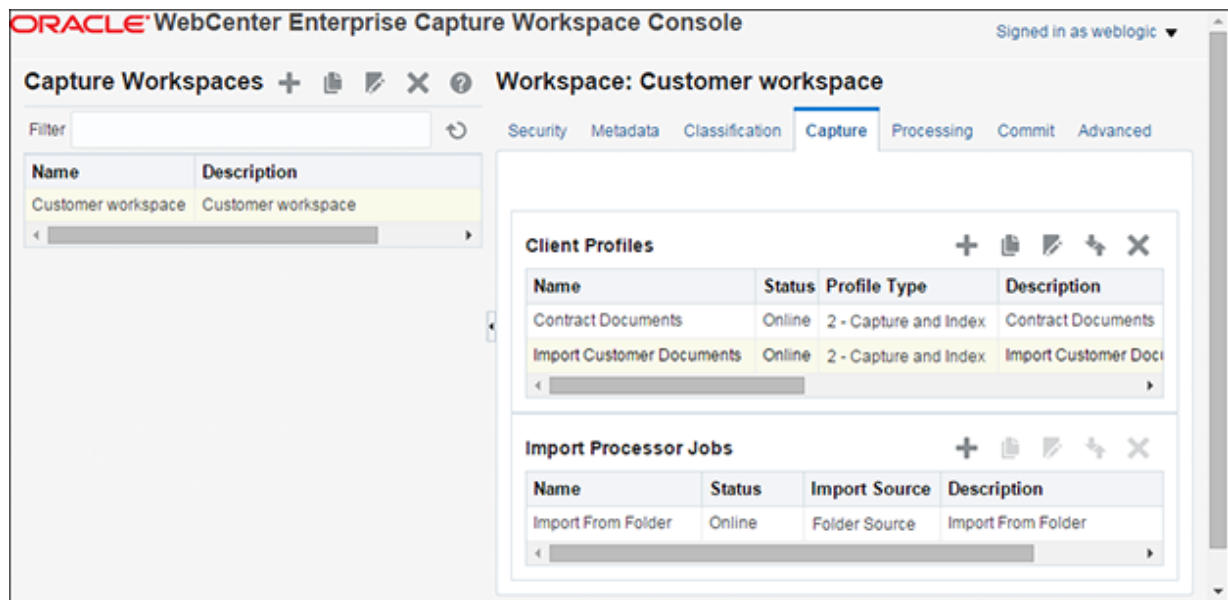 ORACLE WebCenter Enterprise Capture Workspace Console
Signed in as weblogic
Capture Workspaces
Filter
Name Description
Customer workspace Customer workspace
Workspace: Customer workspace
Security Metadata Classification Capture Processing Commit Advanced
Client Profiles
Name Status Profile Type Description
Contract Documents Online 2 - Capture and Index Contract Documents
Import Customer Documents Online 2 - Capture and Index Import Customer Docu
Import Processor Jobs
Name Status Import Source Description
Import From Folder Online Folder Source Import From Folder